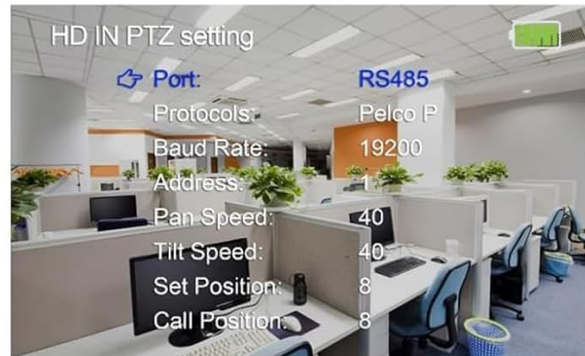 HD IN PTZ setting
Port: RS485
Protocols: Pelco P
Baud Rate: 19200
Address: 1
Pan Speed: 40
Tilt Speed: 40
Set Position: 8
Call Position: 8